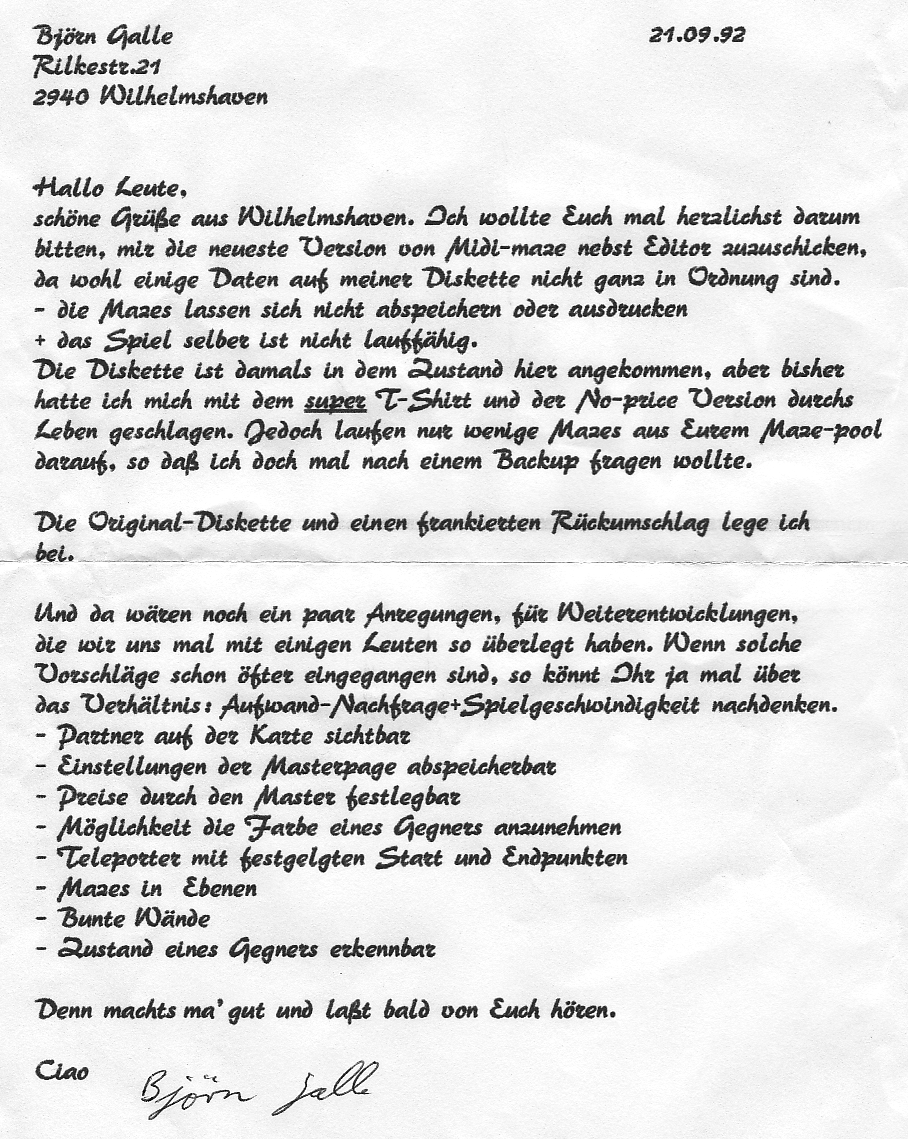 Björn Galle 21.09.92
Rilkestr.21
2940 Wilhelmshaven
Hallo Leute,
schöne Grüße aus Wilhelmshaven. Ich wollte Euch mal herzlichst darum
bitten, mir die neueste Version von Midi-maze nebst Editor zuzuschicken,
da wohl einige Daten auf meiner Diskette nicht ganz in Ordnung sind.
- die Mazes lassen sich nicht abspeichern oder ausdrucken
+ das Spiel selber ist nicht lauffähig.
Die Diskette ist damals in dem Zustand hier angekommen, aber bisher
hatte ich mich mit dem super T-Shirt und der No-price Version durchs
Leben geschlagen. Jedoch laufen nur wenige Mazes aus Eurem Maze-pool
darauf, so daß ich doch mal nach einem Backup fragen wollte.
Die Original-Diskette und einen frankierten Rückumschlag lege ich
bei.
Und da wären noch ein paar Anregungen, für Weiterentwicklungen,
die wir uns mal mit einigen Leuten so überlegt haben. Wenn solche
Vorschläge schon öfter eingegangen sind, so könnt Ihr ja mal über
das Verhältnis: Aufwand-Nachfrage+Spielgeschwindigkeit nachdenken.
- Partner auf der Karte sichtbar
- Einstellungen der Masterpage abspeicherbar
- Preise durch den Master festlegbar
- Möglichkeit die Farbe eines Gegners anzunehmen
- Teleporter mit festgelgten Start und Endpunkten
- Mazes in Ebenen
- Bunte Wände
- Zustand eines Gegners erkennbar
Denn machts ma' gut und laßt bald von Euch hören.
Ciao
Björn Galle